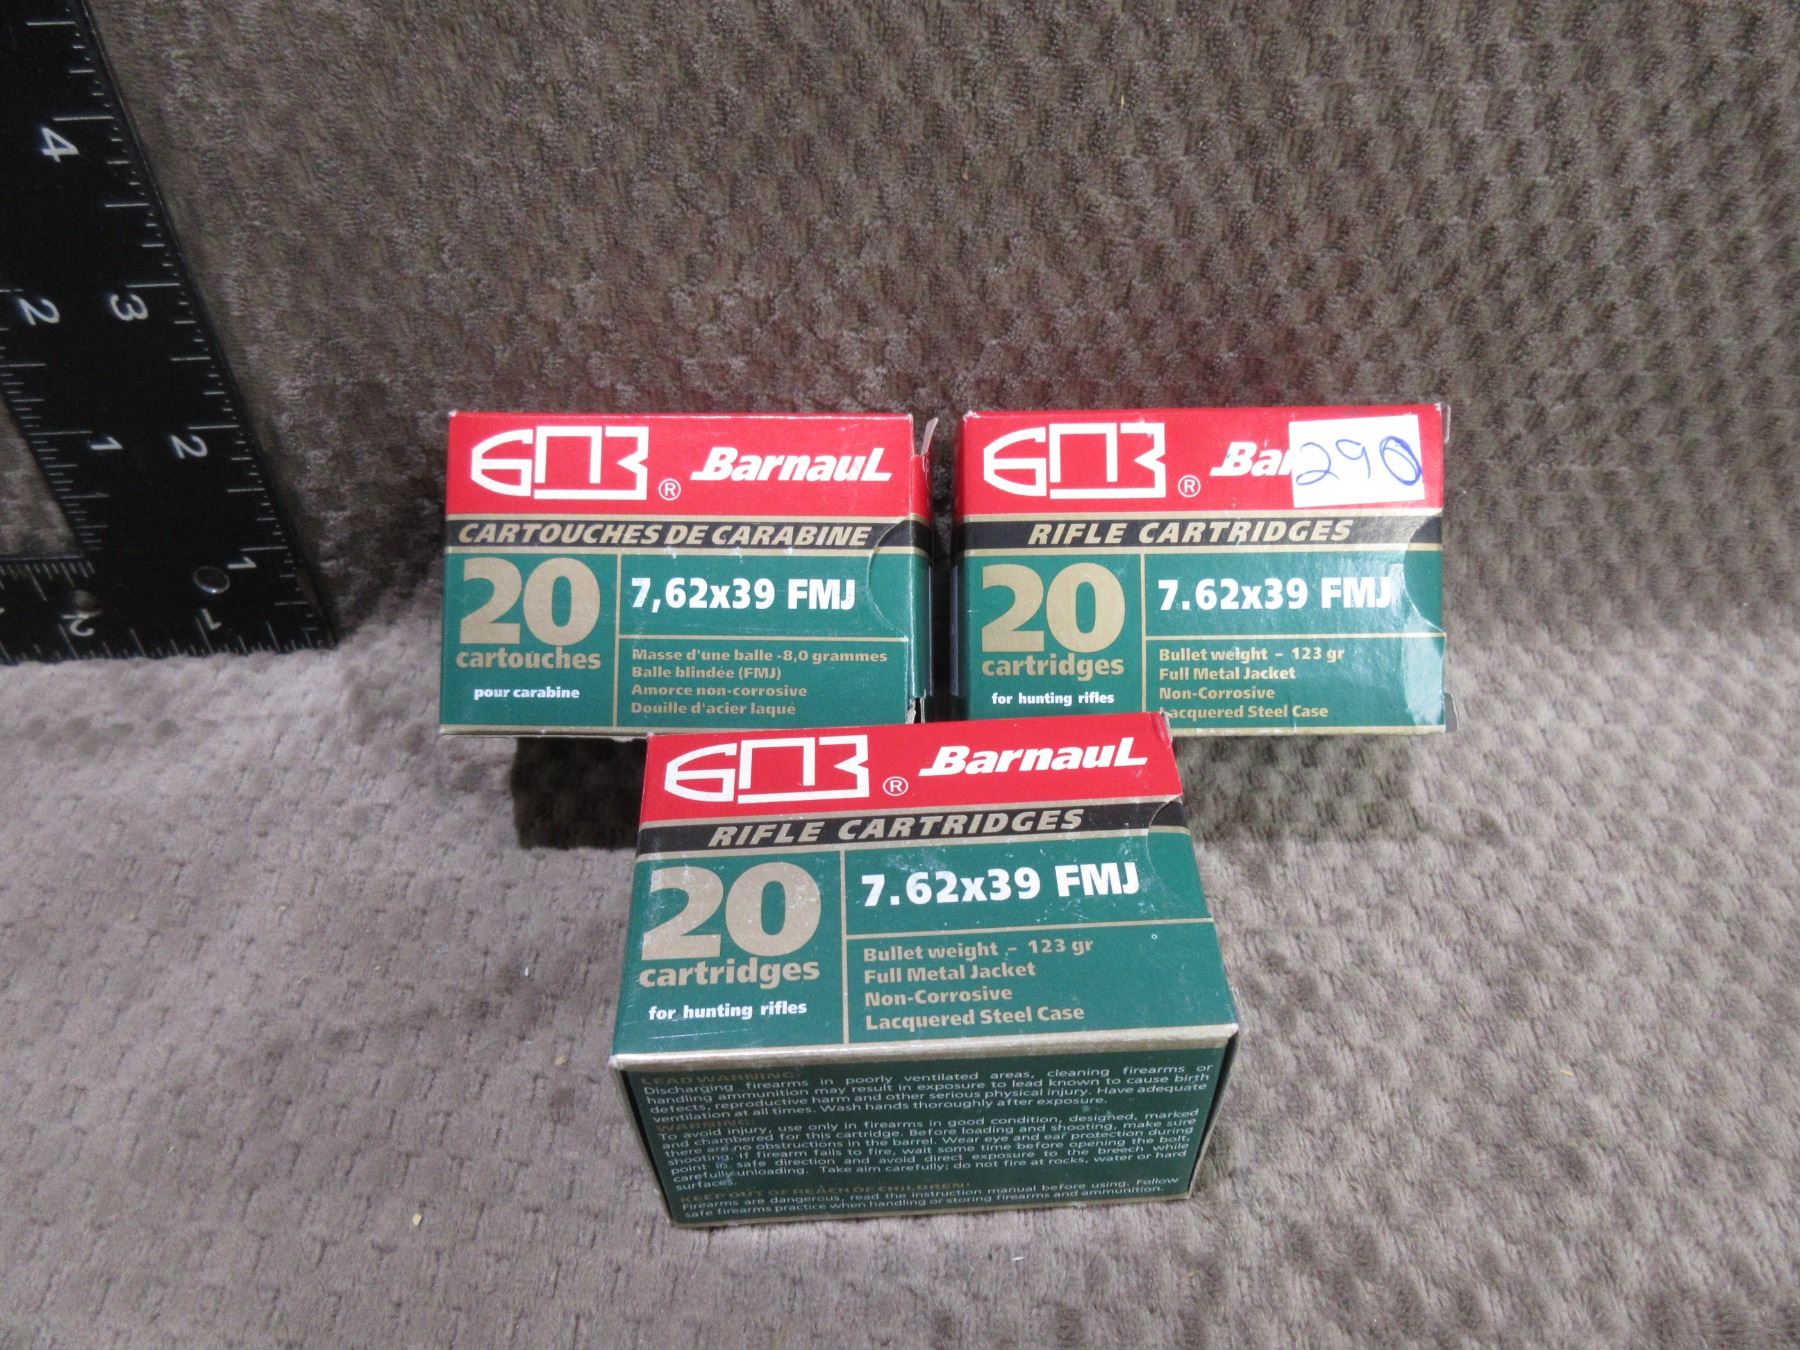 4
3
2
2
1
1
1
2
БПЗ ® Barnaul
CARTOUCHES DE CARABINE
20
cartouches
pour carabine
7,62x39 FMJ
Masse d'une balle -8,0 grammes
Balle blindée (FMJ)
Amorce non-corrosive
Douille d'acier laqué
БПЗ ® Bar
290
RIFLE CARTRIDGES
20
cartridges
for hunting rifles
7.62x39 FMJ
Bullet weight - 123 gr
Full Metal Jacket
Non-Corrosive
Lacquered Steel Case
БПЗ ® Barnaul
RIFLE CARTRIDGES
20
cartridges
for hunting rifles
7.62x39 FMJ
Bullet weight - 123 gr
Full Metal Jacket
Non-Corrosive
Lacquered Steel Case
LEAD WARNING:
Discharging firearms in poorly ventilated areas, cleaning firearms or
handling ammunition may result in exposure to lead known to cause birth
defects, reproductive harm and other serious physical injury. Have adequate
ventilation at all times. Wash hands thoroughly after exposure.
WARNING:
To avoid injury, use only in firearms in good condition, designed, marked
and chambered for this cartridge. Before loading and shooting, make sure
there are no obstructions in the barrel. Wear eye and ear protection during
shooting. If firearm fails to fire, wait some time before opening the bolt,
point in safe direction and avoid direct exposure to the breech while
carefully unloading. Take aim carefully; do not fire at rocks, water or hard
surfaces.
KEEP OUT OF REACH OF CHILDREN!
Firearms are dangerous, read the instruction manual before using. Follow
safe firearms practice when handling or storing firearms and ammunition.